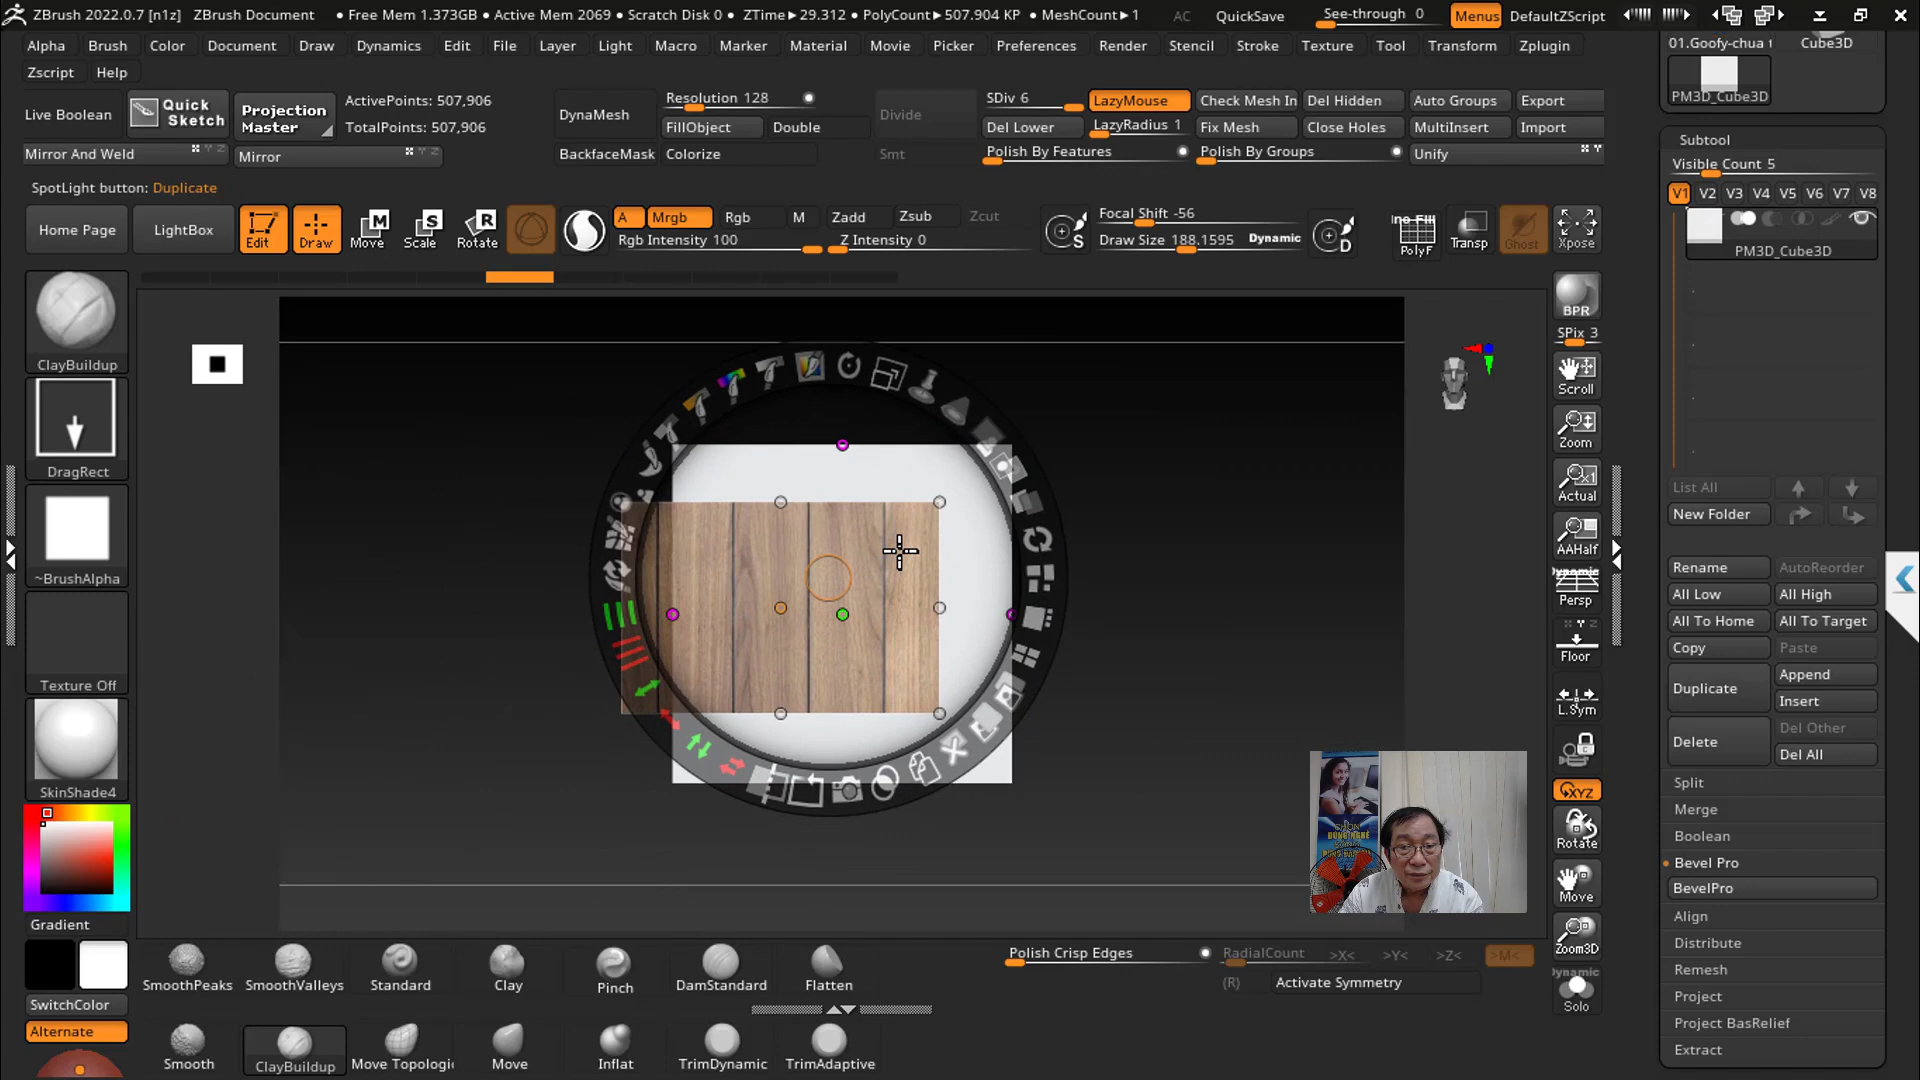 ZBrush 2022.0.7 [n1z] ZBrush Document • Free Mem 1.373GB • Active Mem 2069 • Scratch Disk 0 • ZTime►29.312 • PolyCount►507.904 KP • MeshCount►1 AC QuickSave See-through 0 Menus DefaultZScript
Alpha Brush Color Document Draw Dynamics Edit File Layer Light Macro Marker Material Movie Picker Preferences Render Stencil Stroke Texture Tool Transform Zplugin
Zscript Help
Live Boolean
Quick Sketch
Projection Master
ActivePoints: 507,906
TotalPoints: 507,906
Mirror And Weld
Mirror
DynaMesh
BackfaceMask
Resolution 128
FillObject
Double
Colorize
Divide
Smt
SDiv 6
Del Lower
Polish By Features
LazyMouse
LazyRadius 1
Check Mesh In
Fix Mesh
Polish By Groups
Del Hidden
Close Holes
Auto Groups
MultiInsert
Unify
Export
Import
SpotLight button: Duplicate
Home Page
LightBox
Edit
Draw
Move
Scale
Rotate
A
Mrgb
Rgb
M
Rgb Intensity 100
Zadd
Zsub
Zcut
Z Intensity 0
S
Focal Shift -56
Draw Size 188.1595
Dynamic
D
PolyF
Transp
Ghost
Xpose
ClayBuildup
DragRect
~BrushAlpha
Texture Off
SkinShade4
Gradient
SwitchColor
Alternate
BPR
SPix 3
Scroll
Zoom
Actual
AAHalf
Dynamic
Persp
Floor
L.Sym
XYZ
Rotate
Move
Zoom3D
Dynamic
Solo
SmoothPeaks
SmoothValleys
Standard
Clay
Pinch
DamStandard
Flatten
Smooth
ClayBuildup
Move Topologic
Move
Inflat
TrimDynamic
TrimAdaptive
Polish Crisp Edges
RadialCount
>X<
>Y<
>Z<
>M<
(R)
Activate Symmetry
01.Goofy-chua t
Cube3D
PM3D_Cube3D
Subtool
Visible Count 5
V1 V2 V3 V4 V5 V6 V7 V8
PM3D_Cube3D
List All
New Folder
Rename
AutoReorder
All Low
All High
All To Home
All To Target
Copy
Paste
Duplicate
Append
Insert
Delete
Del Other
Del All
Split
Merge
Boolean
Bevel Pro
BevelPro
Align
Distribute
Remesh
Project
Project BasRelief
Extract